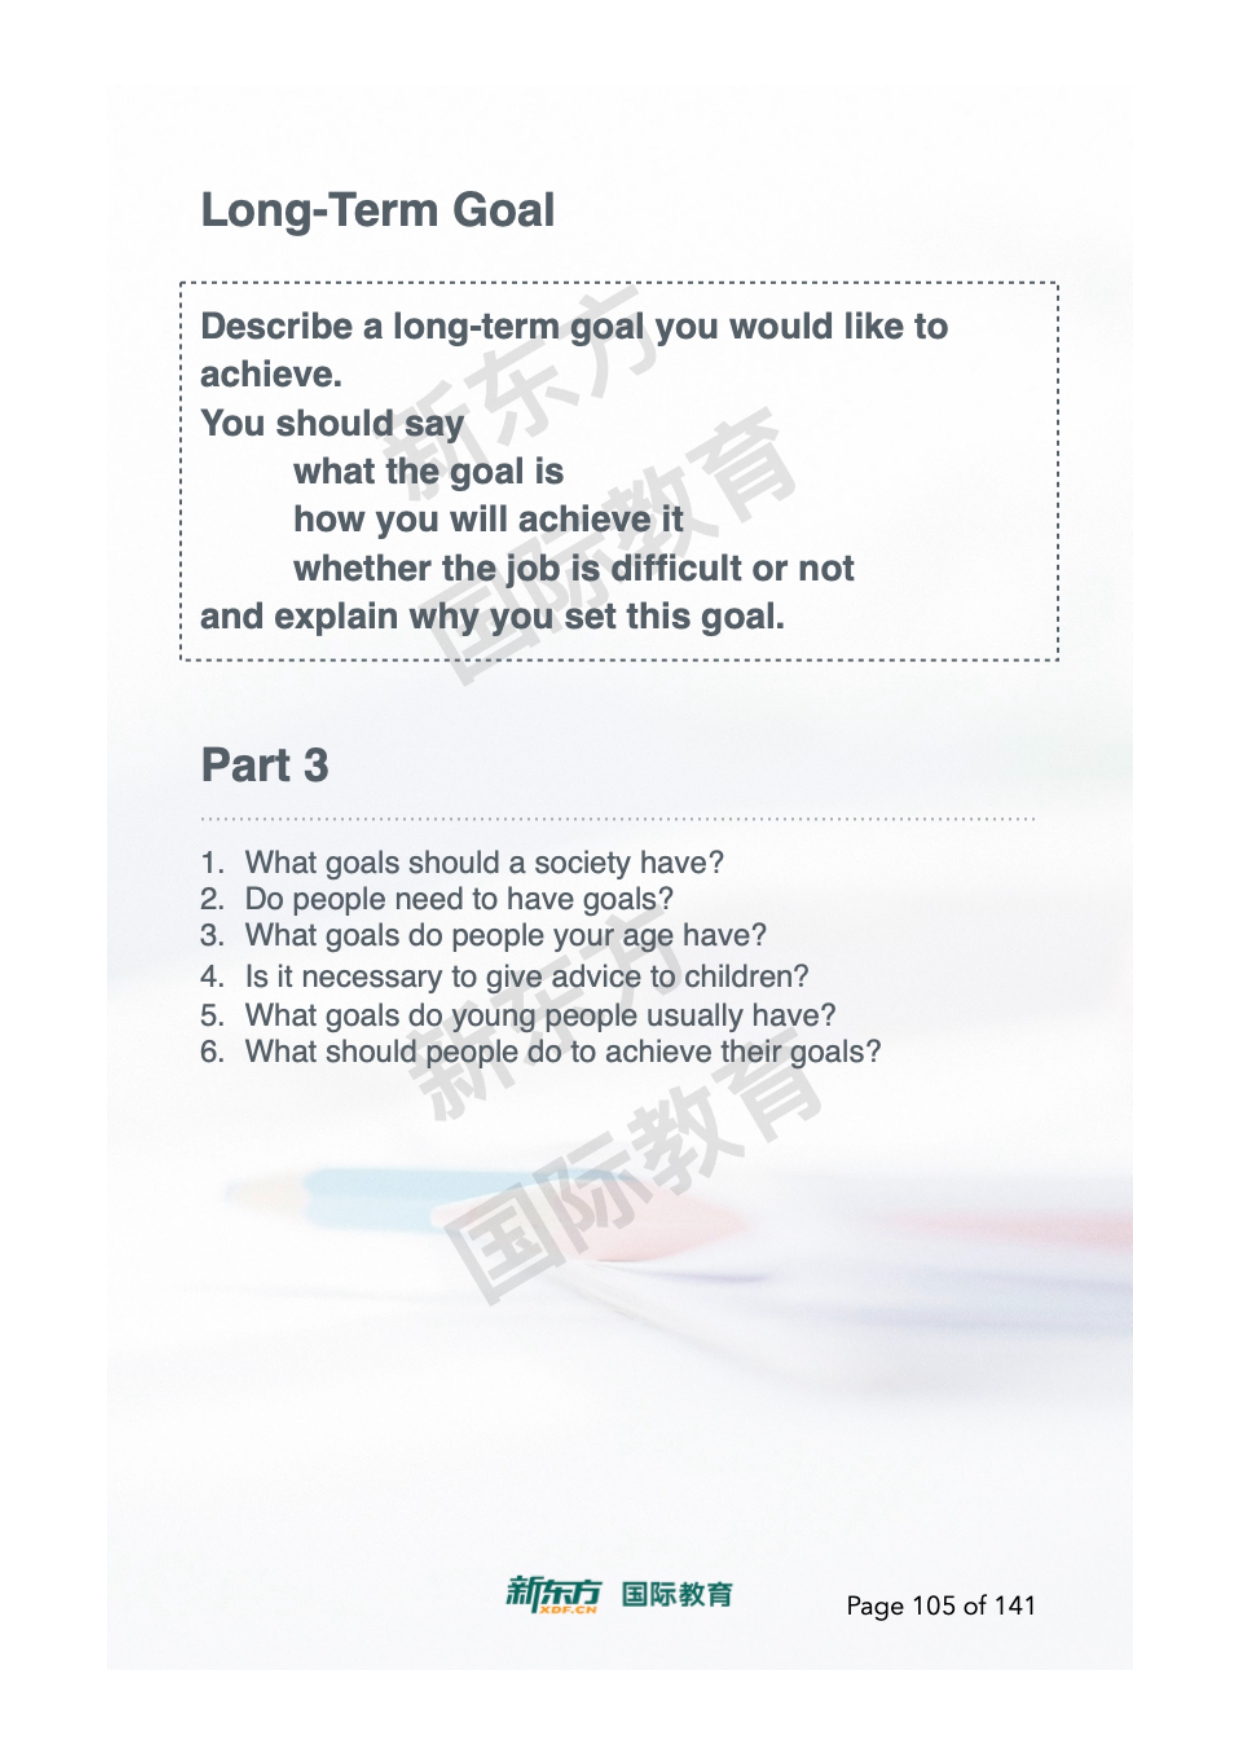 Long-Term Goal
Describe a long-term goal you would like to
achieve.
You should say
what the goal is
how you will achieve it
whether the job is difficult or not
and explain why you set this goal.
新东方
国际教育
Part 3
1. What goals should a society have?
2. Do people need to have goals?
3. What goals do people your age have?
4. Is it necessary to give advice to children?
5. What goals do young people usually have?
6. What should people do to achieve their goals?
新东方
国际教育
新东方 国际教育
XDF.CN
Page 105 of 141